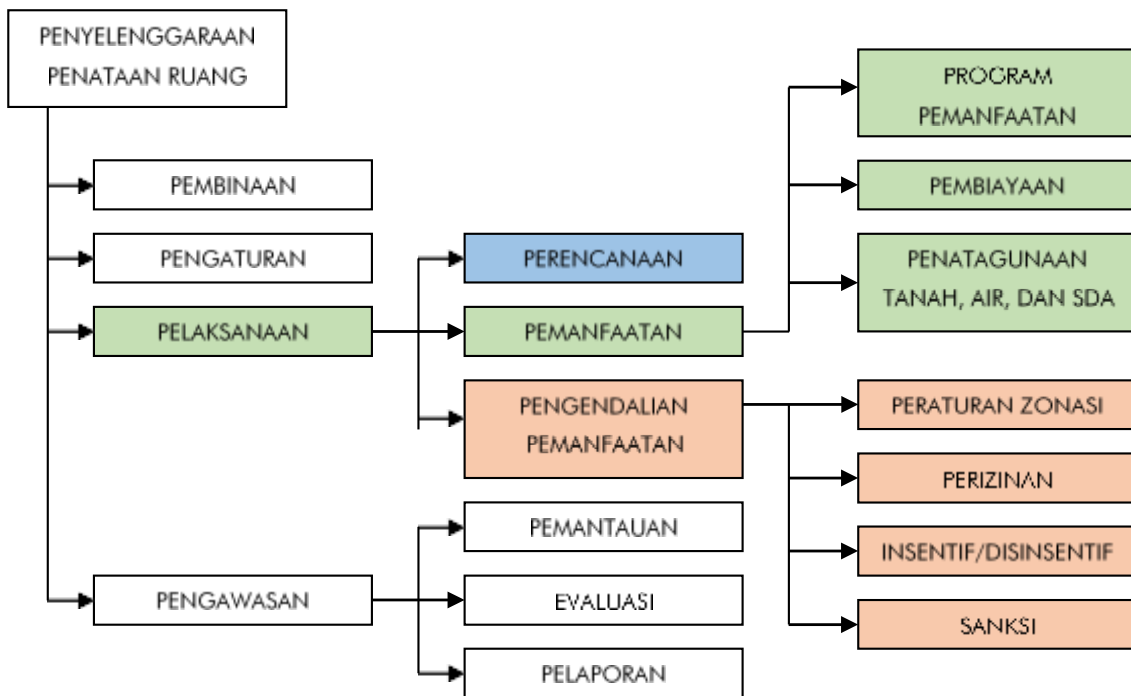 PENYELENGGARAAN
PENATAAN RUANG
PEMBINAAN
PENGATURAN
PELAKSANAAN
PENGAWASAN
PERENCANAAN
PEMANFAATAN
PENGENDALIAN
PEMANFAATAN
PEMANTAUAN
EVALUASI
PELAPORAN
PROGRAM
PEMANFAATAN
PEMBIAYAAN
PENATAGUNAAN
TANAH, AIR, DAN SDA
PERATURAN ZONASI
PERIZINAN
INSENTIF/DISINSENTIF
SANKSI